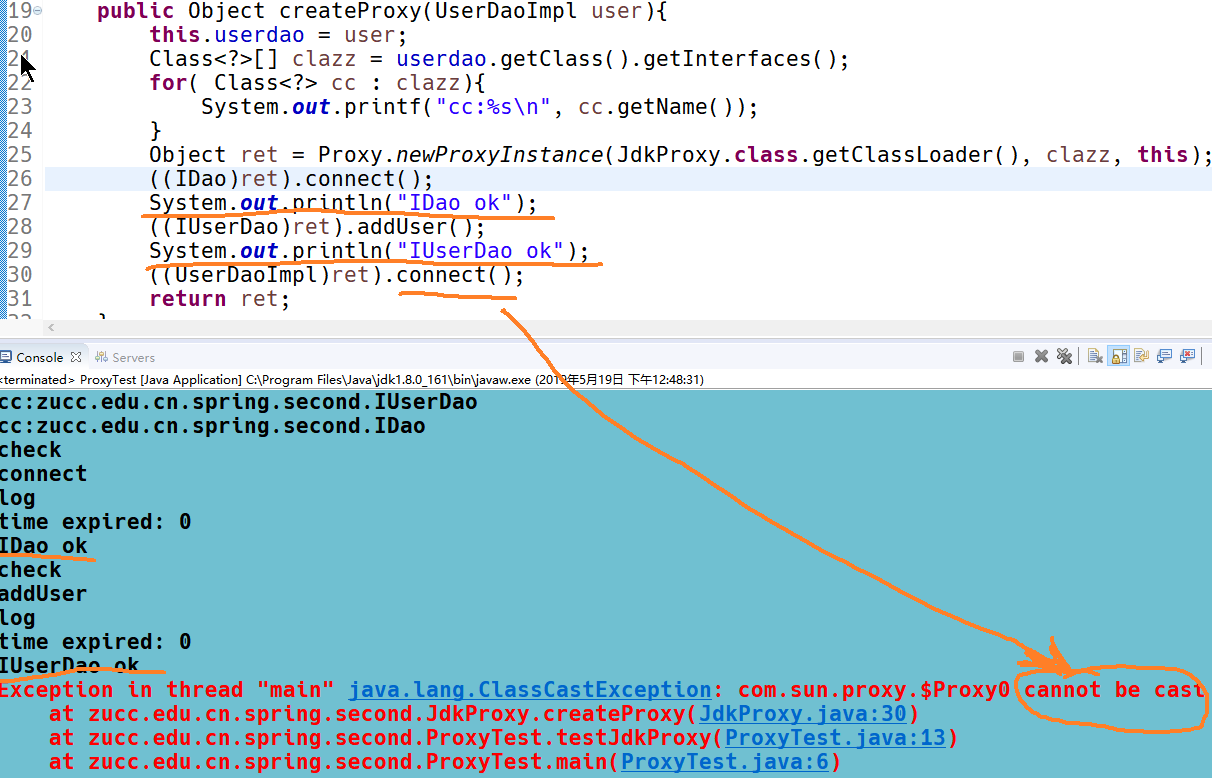 19 public Object createProxy(UserDaoImpl user){
20 this.userdao = user;
21 Class<?>[] clazz = userdao.getClass().getInterfaces();
22 for( Class<?> cc : clazz){
23 System.out.printf("cc:%s\n", cc.getName());
24 }
25 Object ret = Proxy.newProxyInstance(JdkProxy.class.getClassLoader(), clazz, this);
26 ((IDao)ret).connect();
27 System.out.println("IDao ok");
28 ((IUserDao)ret).addUser();
29 System.out.println("IUserDao ok");
30 ((UserDaoImpl)ret).connect();
31 return ret;
Console Servers
<terminated> ProxyTest [Java Application] C:\Program Files\Java\jdk1.8.0_161\bin\javaw.exe (2019年5月19日 下午12:48:31)
cc:zucc.edu.cn.spring.second.IUserDao
cc:zucc.edu.cn.spring.second.IDao
check
connect
log
time expired: 0
IDao ok
check
addUser
log
time expired: 0
IUserDao ok
Exception in thread "main" java.lang.ClassCastException: com.sun.proxy.$Proxy0 cannot be cast
at zucc.edu.cn.spring.second.JdkProxy.createProxy(JdkProxy.java:30)
at zucc.edu.cn.spring.second.ProxyTest.testJdkProxy(ProxyTest.java:13)
at zucc.edu.cn.spring.second.ProxyTest.main(ProxyTest.java:6)